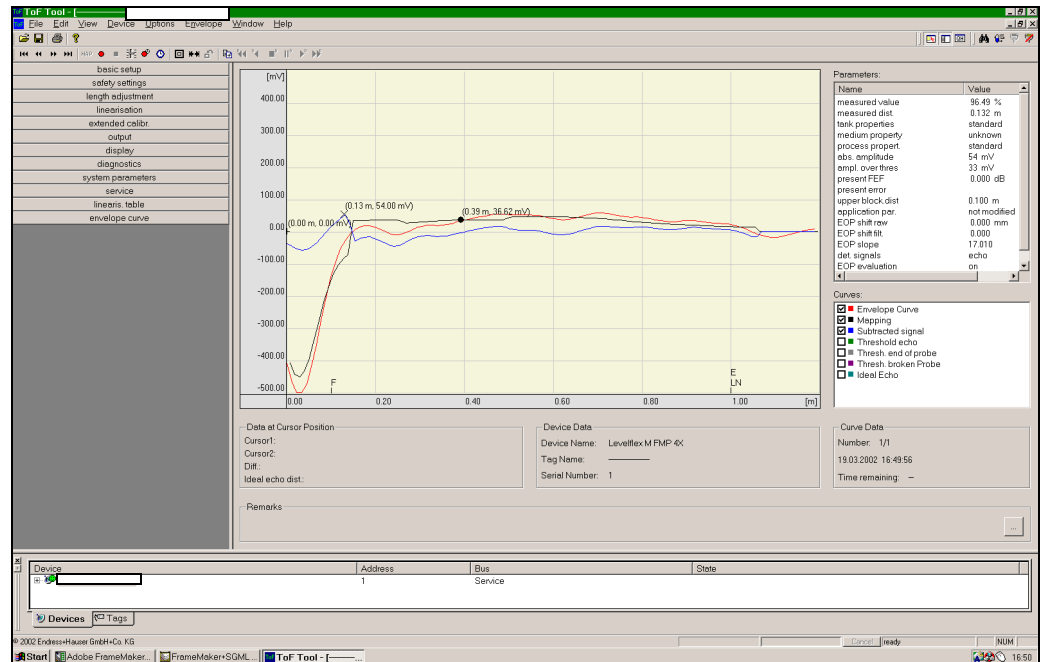 ToF Tool - [
File Edit View Device Options Envelope Window Help
MAP
basic setup
safety settings
length adjustment
linearisation
extended calibr.
output
display
diagnostics
system parameters
service
linearis. table
envelope curve
[mV]
400.00
300.00
200.00
100.00
0.00
-100.00
-200.00
-300.00
-400.00
-500.00
(0.00 m, 0.00 mV)
(0.13 m, 54.00 mV)
(0.39 m, 36.62 mV)
F
E
LN
0.00 0.20 0.40 0.60 0.80 1.00 [m]
Parameters:
Name Value
measured value 96.49 %
measured dist. 0.132 m
tank properties standard
medium property unknown
process propert. standard
abs. amplitude 54 mV
ampl. over thres 33 mV
present FEF 0.000 dB
present error
upper block.dist 0.100 m
application par. not modified
EOP shift raw 0.000 mm
EOP shift filt. 0.000
EOP slope 17.010
det. signals echo
EOP evaluation on
Curves:
Envelope Curve
Mapping
Subtracted signal
Threshold echo
Thresh. end of probe
Thresh. broken Probe
Ideal Echo
Data at Cursor Position
Cursor1:
Cursor2:
Diff.:
Ideal echo dist.:
Device Data
Device Name: Levelflex M FMP 4X
Tag Name: ———
Serial Number: 1
Curve Data
Number: 1/1
19.03.2002 16:49:56
Time remaining: –
Remarks
...
Device Address Bus State
1 Service
Devices Tags
© 2002 Endress+Hauser GmbH+Co. KG Cancel ready NUM
Start Adobe FrameMaker... FrameMaker+SGML ... ToF Tool - [——... 16:50